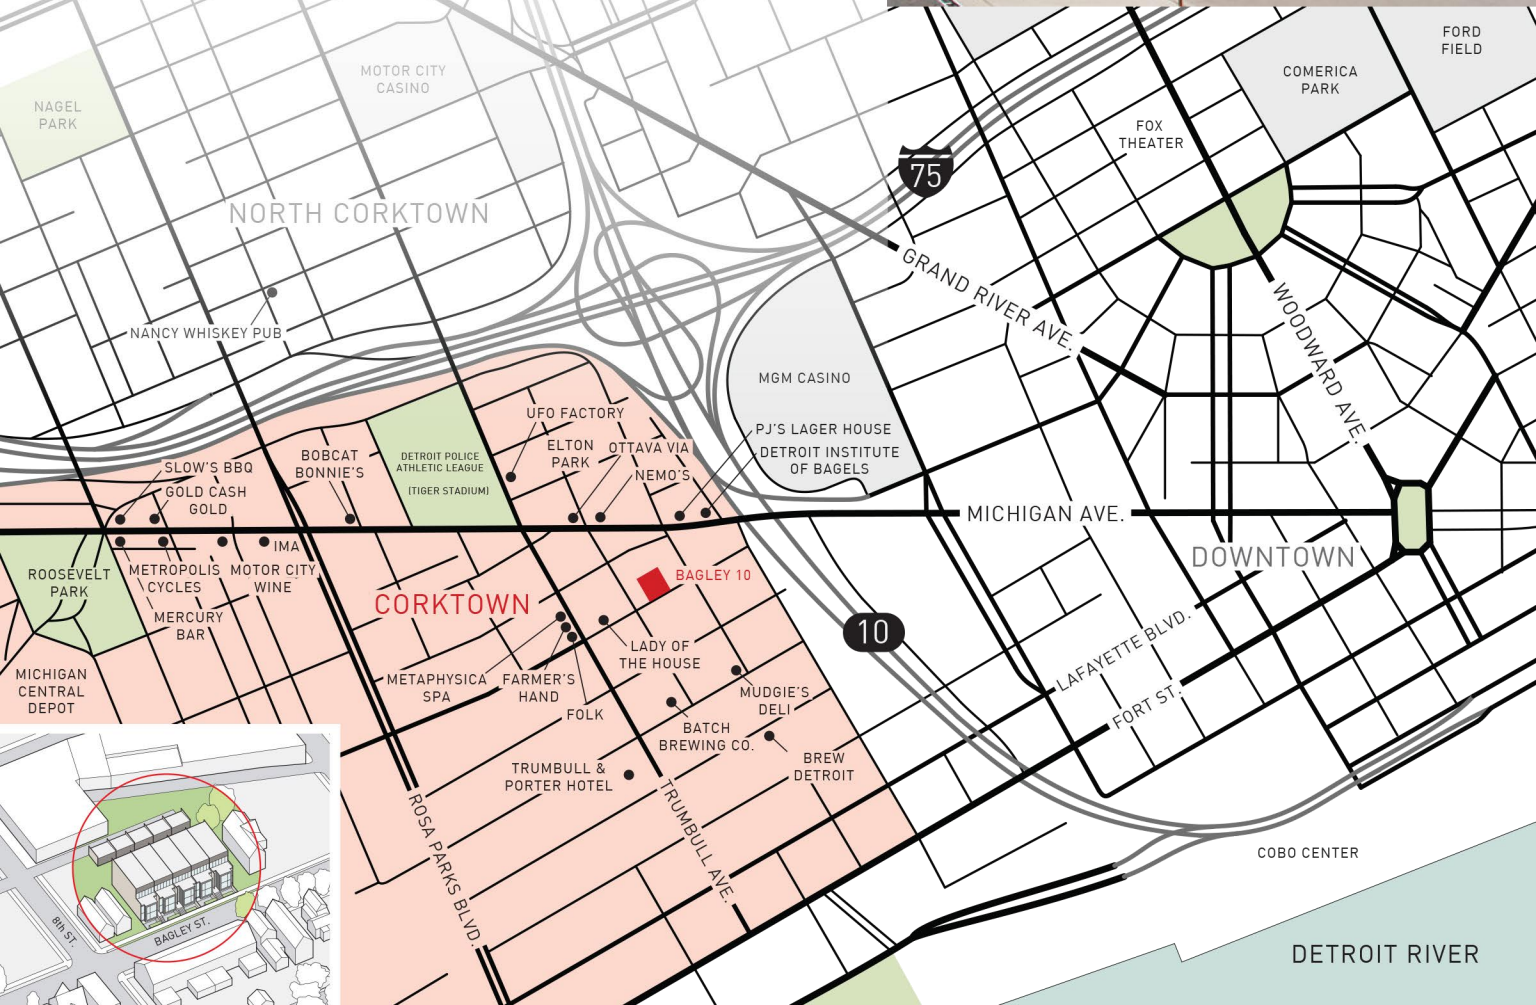 FORD
FIELD
COMERICA
PARK
MOTOR CITY
CASINO
NAGEL
PARK
FOX
THEATER
75
NORTH CORKTOWN
GRAND RIVER AVE.
WOODWARD AVE.
NANCY WHISKEY PUB
MGM CASINO
UFO FACTORY
PJ'S LAGER HOUSE
ELTON
PARK
OTTAVA VIA
DETROIT INSTITUTE
OF BAGELS
BOBCAT
BONNIE'S
DETROIT POLICE
ATHLETIC LEAGUE
(TIGER STADIUM)
SLOW'S BBQ
NEMO'S
GOLD CASH
GOLD
MICHIGAN AVE.
IMA
DOWNTOWN
ROOSEVELT
PARK
METROPOLIS
CYCLES
MOTOR CITY
WINE
BAGLEY 10
CORKTOWN
MERCURY
BAR
10
LAFAYETTE BLVD.
LADY OF
THE HOUSE
MICHIGAN
CENTRAL
DEPOT
METAPHYSICA
SPA
FARMER'S
HAND
FOLK
MUDGIE'S
DELI
FORT ST.
BATCH
BREWING CO.
BREW
DETROIT
TRUMBULL &
PORTER HOTEL
ROSA PARKS BLVD.
TRUMBULL AVE.
COBO CENTER
8th ST.
BAGLEY ST.
DETROIT RIVER